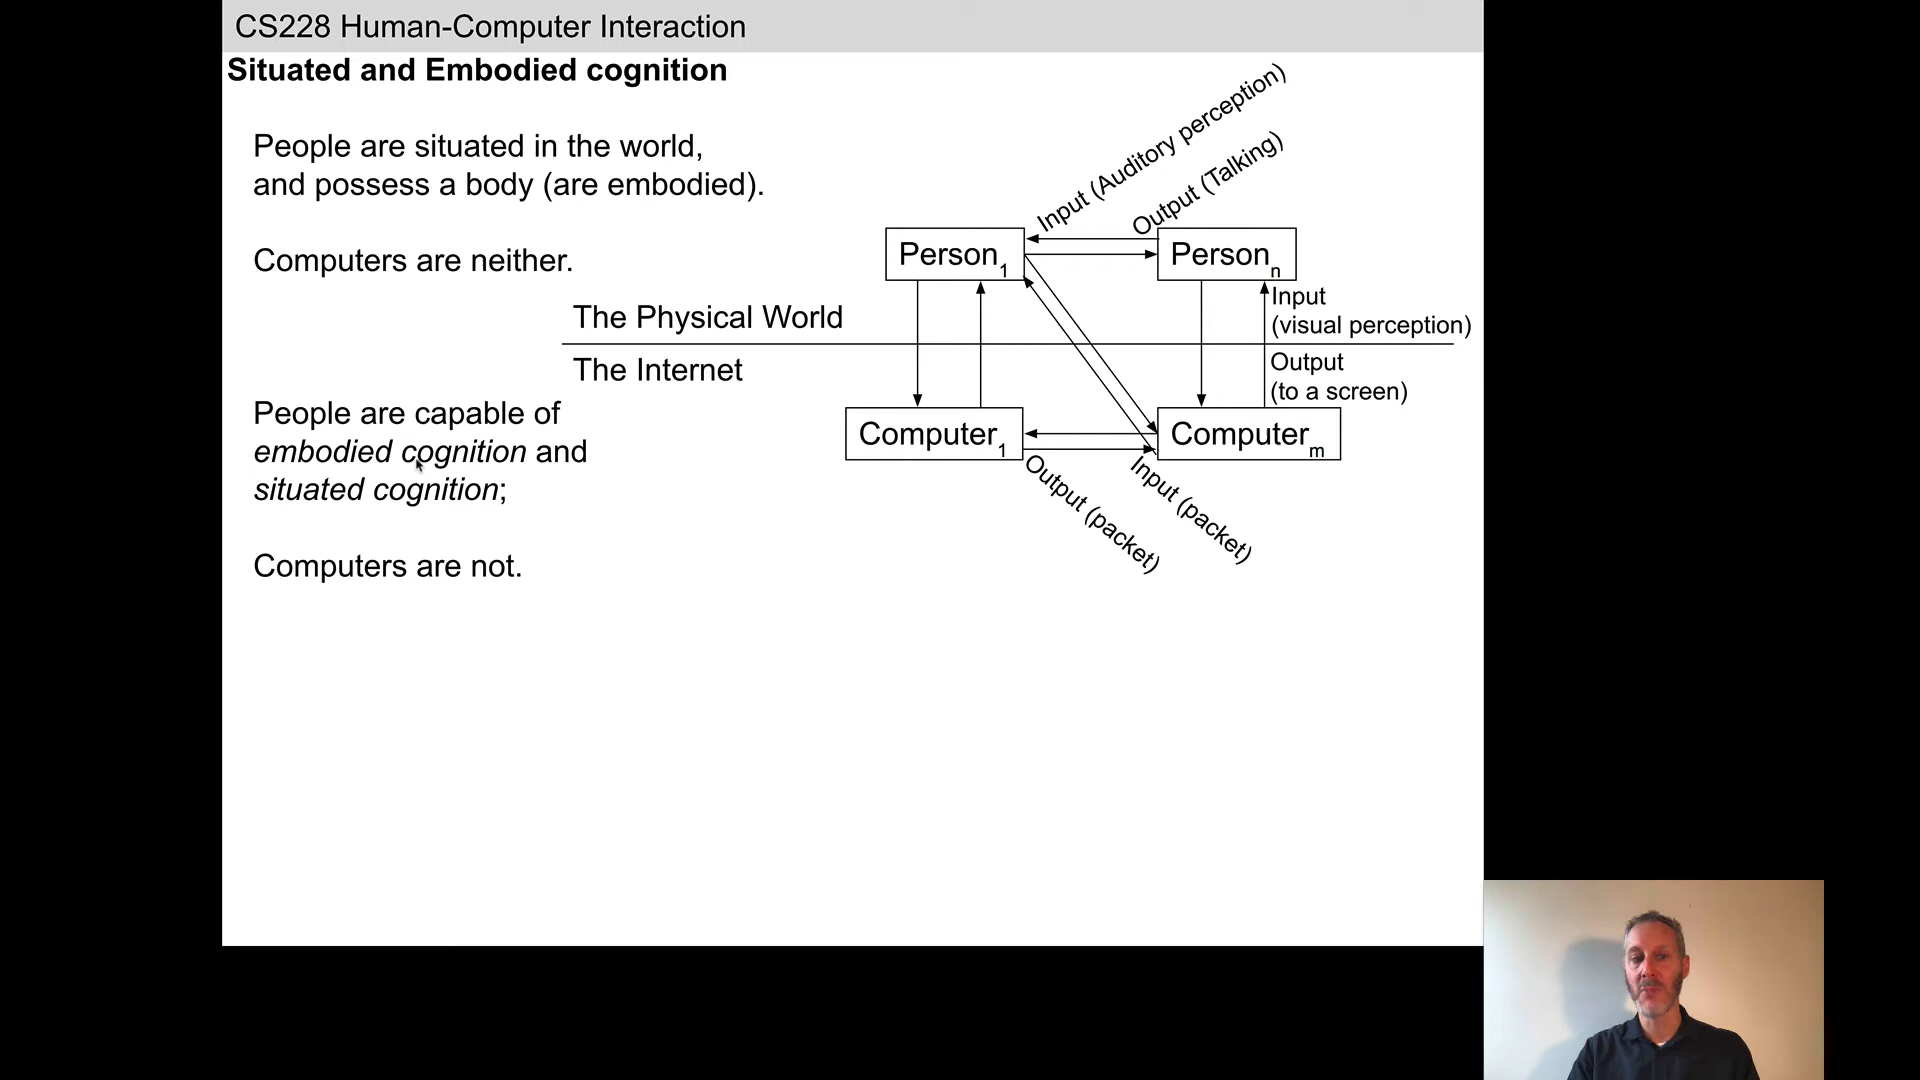 CS228 Human-Computer Interaction
Situated and Embodied cognition
People are situated in the world,
and possess a body (are embodied).
Computers are neither.
Input (Auditory perception)
Output (Talking)
Person1
Personn
Input
(visual perception)
The Physical World
The Internet
Output
(to a screen)
People are capable of
embodied cognition and
situated cognition;
Computers are not.
Computer1
Computerm
Output (packet)
Input (packet)